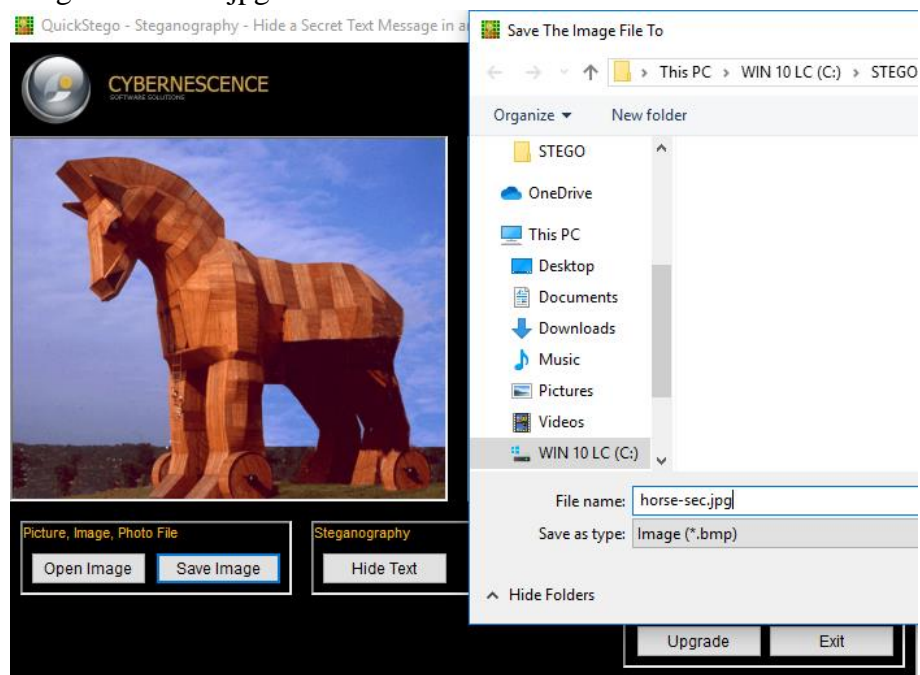 QuickStego - Steganography - Hide a Secret Text Message in a
CYBERNESCENCE
SOFTWARE SOLUTIONS
Picture, Image, Photo File
Open Image
Save Image
Steganography
Hide Text
Save The Image File To
This PC > WIN 10 LC (C:) > STEGO
Organize
New folder
STEGO
OneDrive
This PC
Desktop
Documents
Downloads
Music
Pictures
Videos
WIN 10 LC (C:)
File name: horse-sec.jpg
Save as type: Image (*.bmp)
Hide Folders
Upgrade
Exit